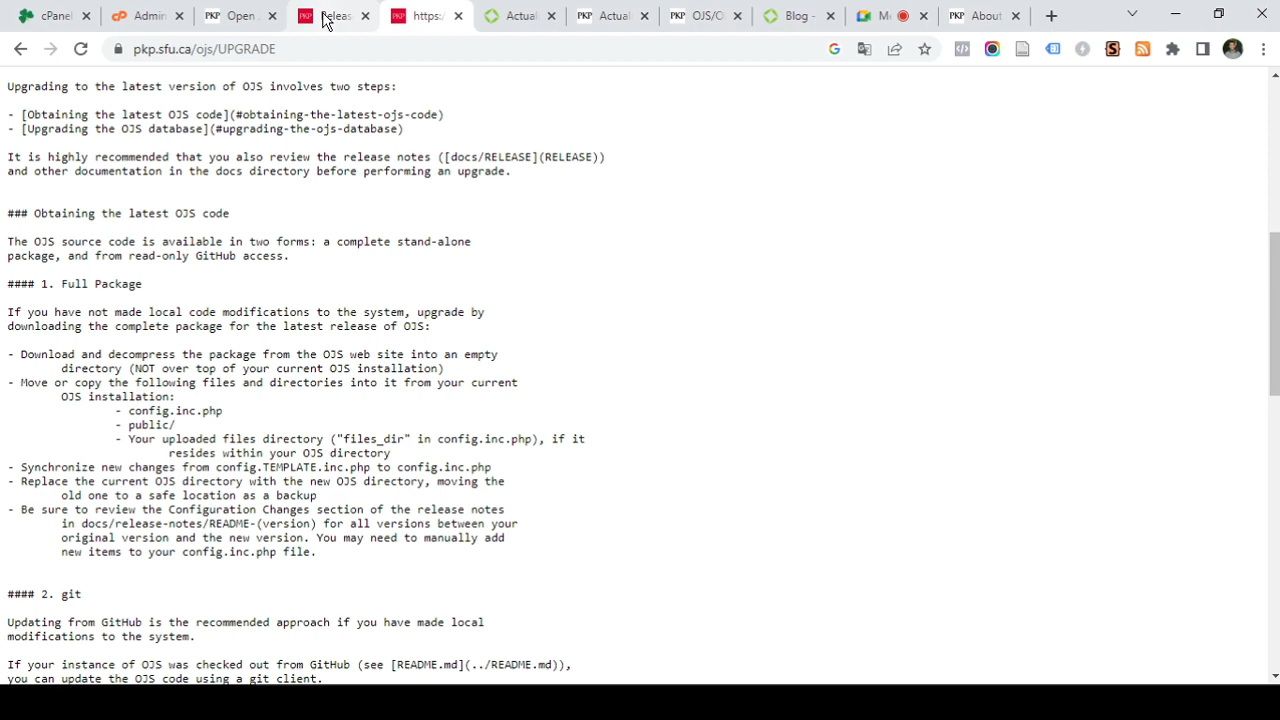 cPanel
Admin
Open
Releas
https:/
Actual
Actual
OJS/O
Blog -
Me
About
pkp.sfu.ca/ojs/UPGRADE
Upgrading to the latest version of OJS involves two steps:
- [Obtaining the latest OJS code](#obtaining-the-latest-ojs-code)
- [Upgrading the OJS database](#upgrading-the-ojs-database)
It is highly recommended that you also review the release notes ([docs/RELEASE](RELEASE))
and other documentation in the docs directory before performing an upgrade.
### Obtaining the latest OJS code
The OJS source code is available in two forms: a complete stand-alone
package, and from read-only GitHub access.
#### 1. Full Package
If you have not made local code modifications to the system, upgrade by
downloading the complete package for the latest release of OJS:
- Download and decompress the package from the OJS web site into an empty
directory (NOT over top of your current OJS installation)
- Move or copy the following files and directories into it from your current
OJS installation:
- config.inc.php
- public/
- Your uploaded files directory ("files_dir" in config.inc.php), if it
resides within your OJS directory
- Synchronize new changes from config.TEMPLATE.inc.php to config.inc.php
- Replace the current OJS directory with the new OJS directory, moving the
old one to a safe location as a backup
- Be sure to review the Configuration Changes section of the release notes
in docs/release-notes/README-(version) for all versions between your
original version and the new version. You may need to manually add
new items to your config.inc.php file.
#### 2. git
Updating from GitHub is the recommended approach if you have made local
modifications to the system.
If your instance of OJS was checked out from GitHub (see [README.md](../README.md)),
you can update the OJS code using a git client.